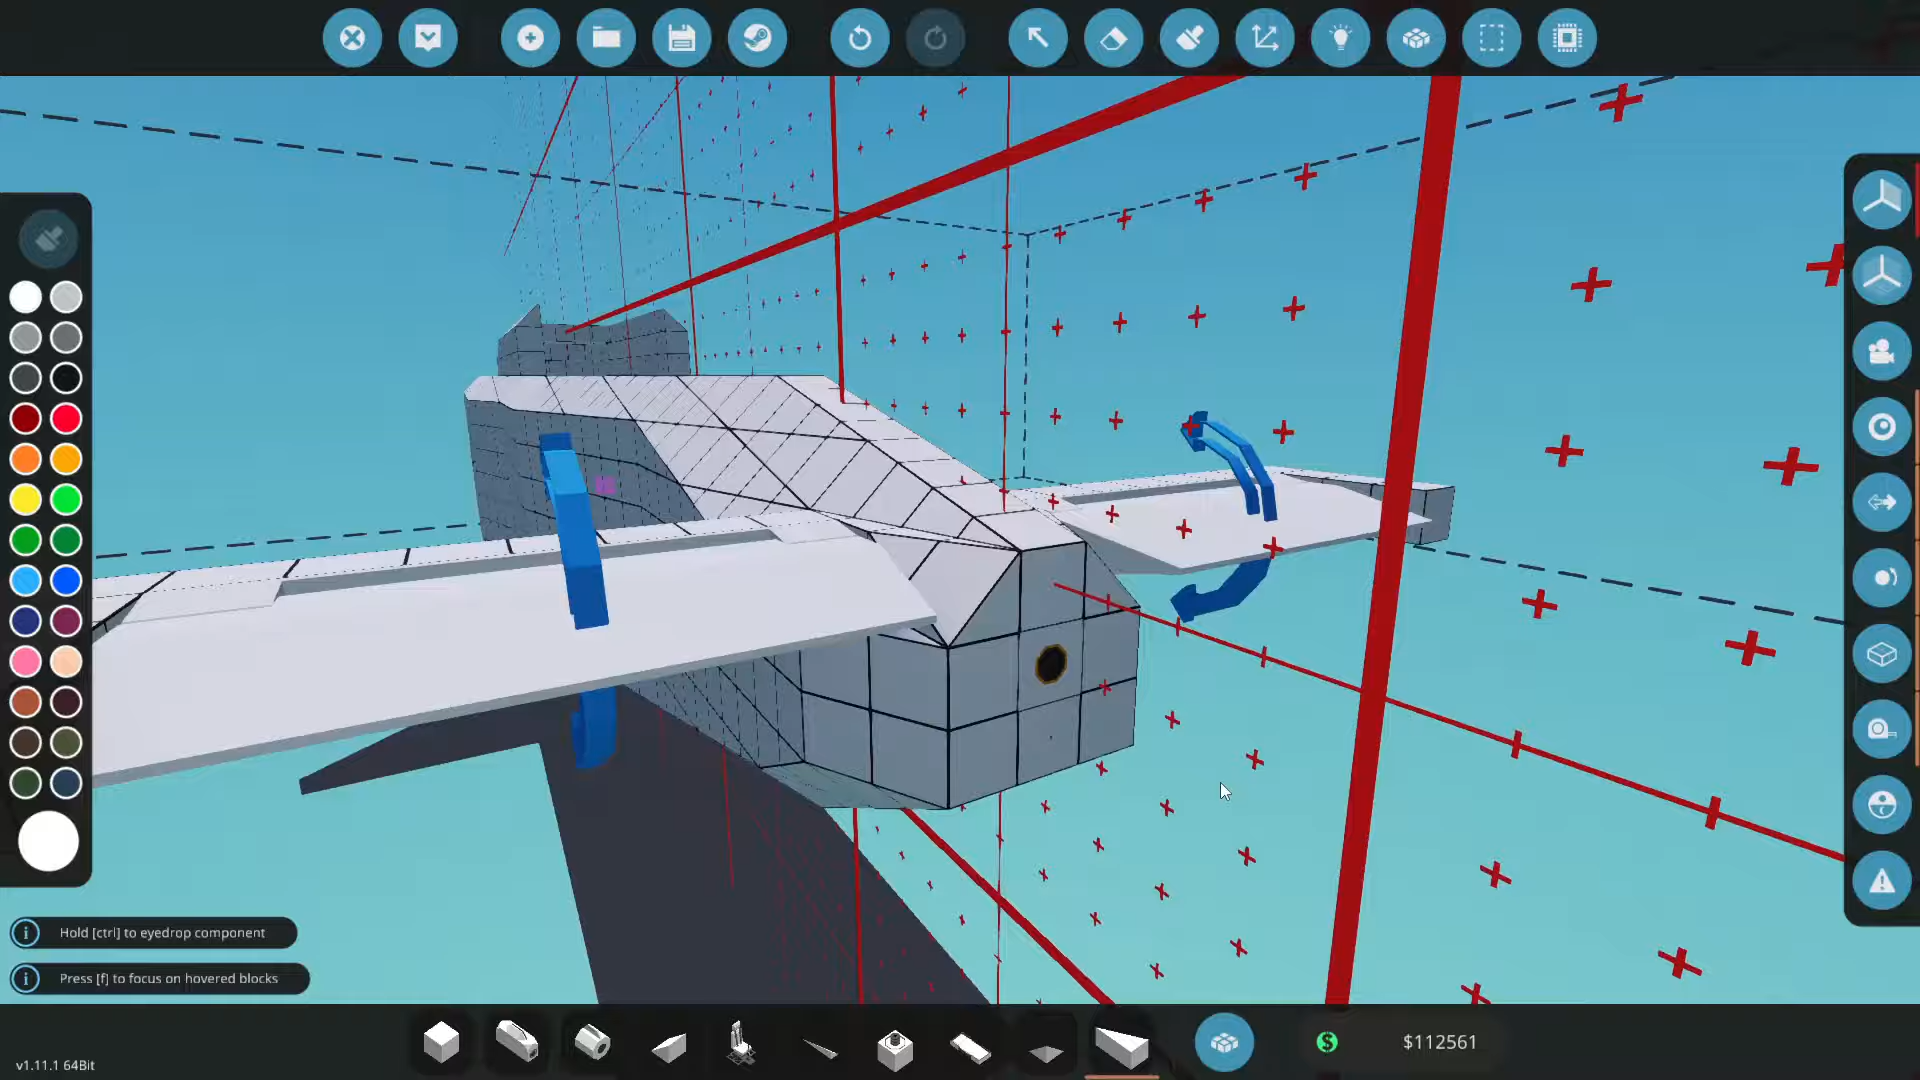 Hold [ctrl] to eyedrop component
Press [f] to focus on hovered blocks
$ $112561
v1.11.1 64Bit